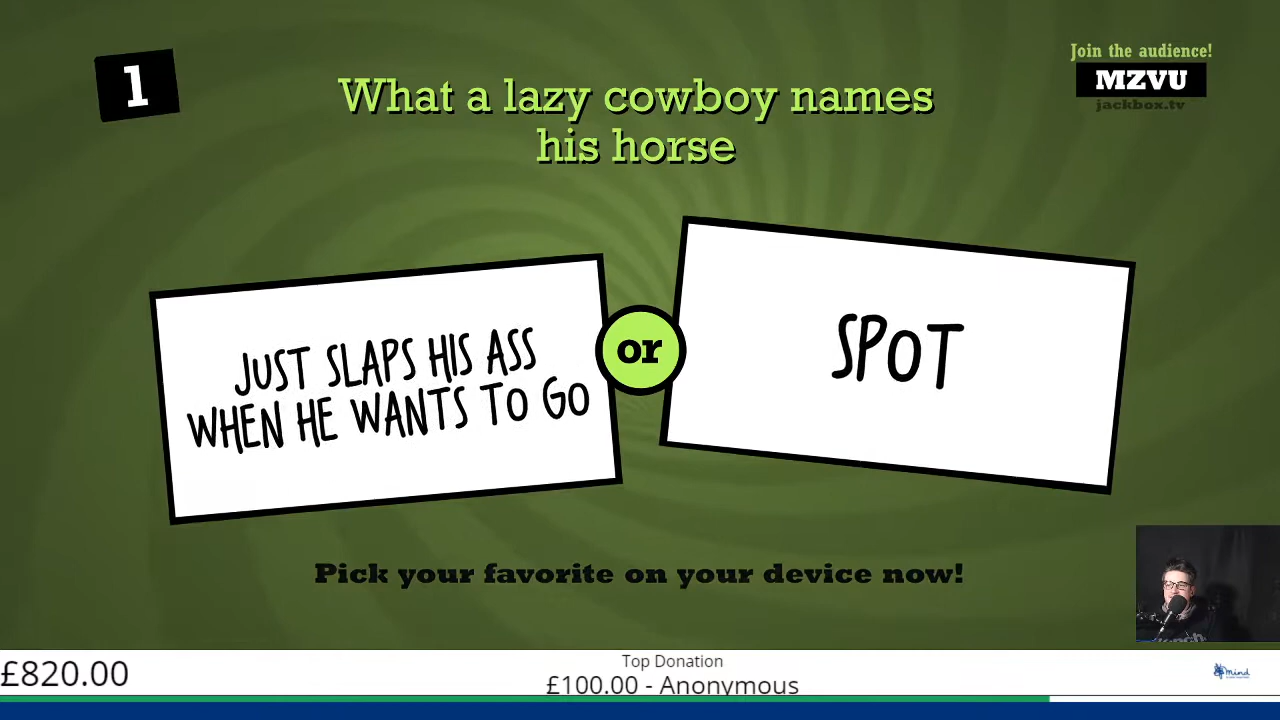 1
What a lazy cowboy names
his horse
Join the audience!
MZVU
jackbox.tv
JUST SLAPS HIS ASS
WHEN HE WANTS TO GO
or
SPOT
Pick your favorite on your device now!
£820.00
Top Donation
£100.00 - Anonymous
mind